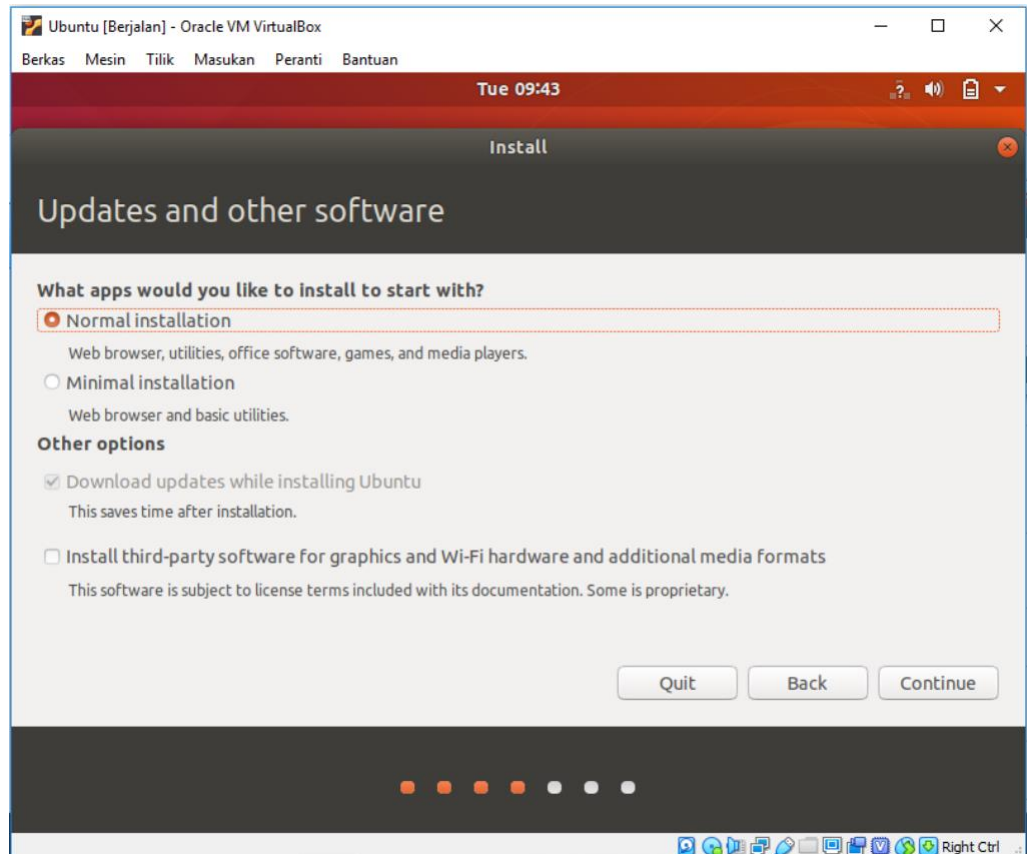 Ubuntu [Berjalan] - Oracle VM VirtualBox
Berkas Mesin Tilik Masukan Peranti Bantuan
Tue 09:43
?
Install
Updates and other software
What apps would you like to install to start with?
Normal installation
Web browser, utilities, office software, games, and media players.
Minimal installation
Web browser and basic utilities.
Other options
Download updates while installing Ubuntu
This saves time after installation.
Install third-party software for graphics and Wi-Fi hardware and additional media formats
This software is subject to license terms included with its documentation. Some is proprietary.
Quit Back Continue
Right Ctrl